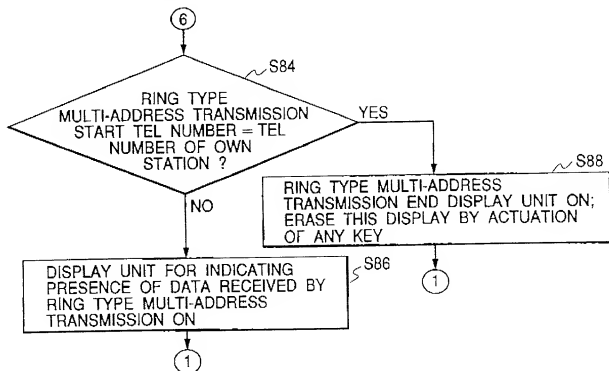 6
S84
RING TYPE
MULTI-ADDRESS TRANSMISSION
START TEL NUMBER = TEL
NUMBER OF OWN
STATION ?
YES
NO
S88
RING TYPE MULTI-ADDRESS
TRANSMISSION END DISPLAY UNIT ON;
ERASE THIS DISPLAY BY ACTUATION
OF ANY KEY
1
S86
DISPLAY UNIT FOR INDICATING
PRESENCE OF DATA RECEIVED BY
RING TYPE MULTI-ADDRESS
TRANSMISSION ON
1